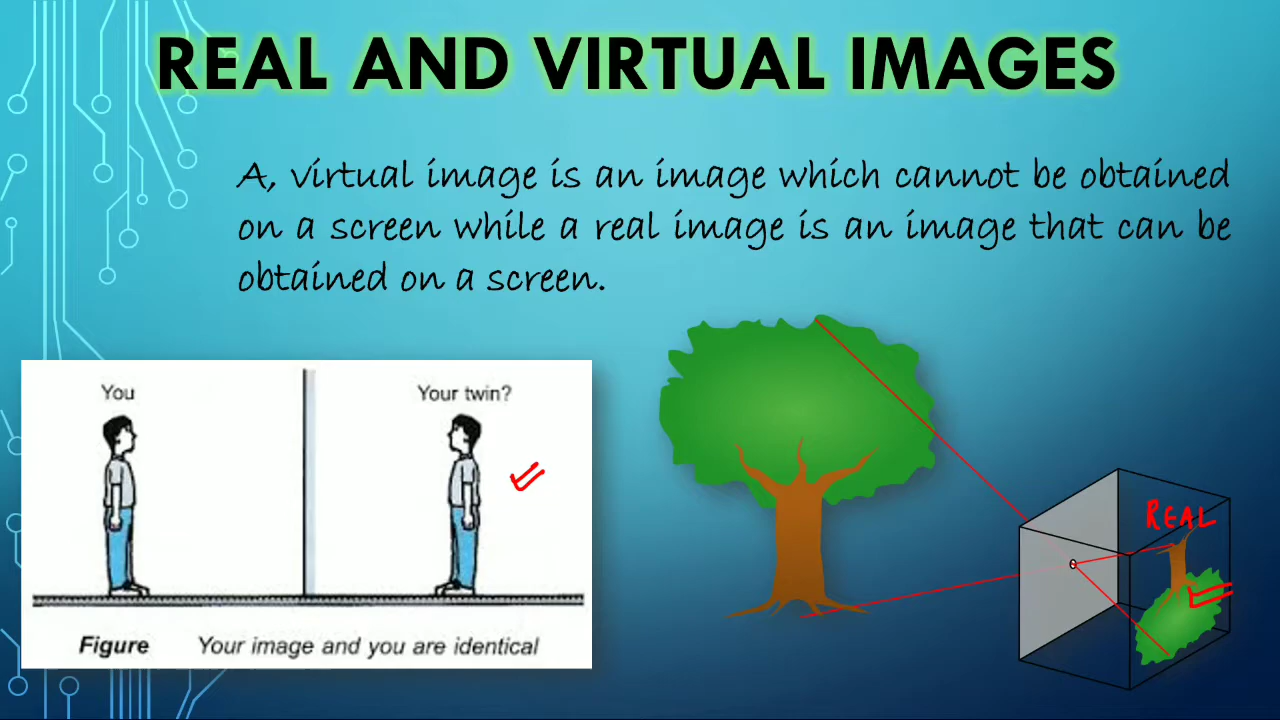 REAL AND VIRTUAL IMAGES
A, virtual image is an image which cannot be obtained
on a screen while a real image is an image that can be
obtained on a screen.
You
Your twin?
Figure Your image and you are identical
REAL